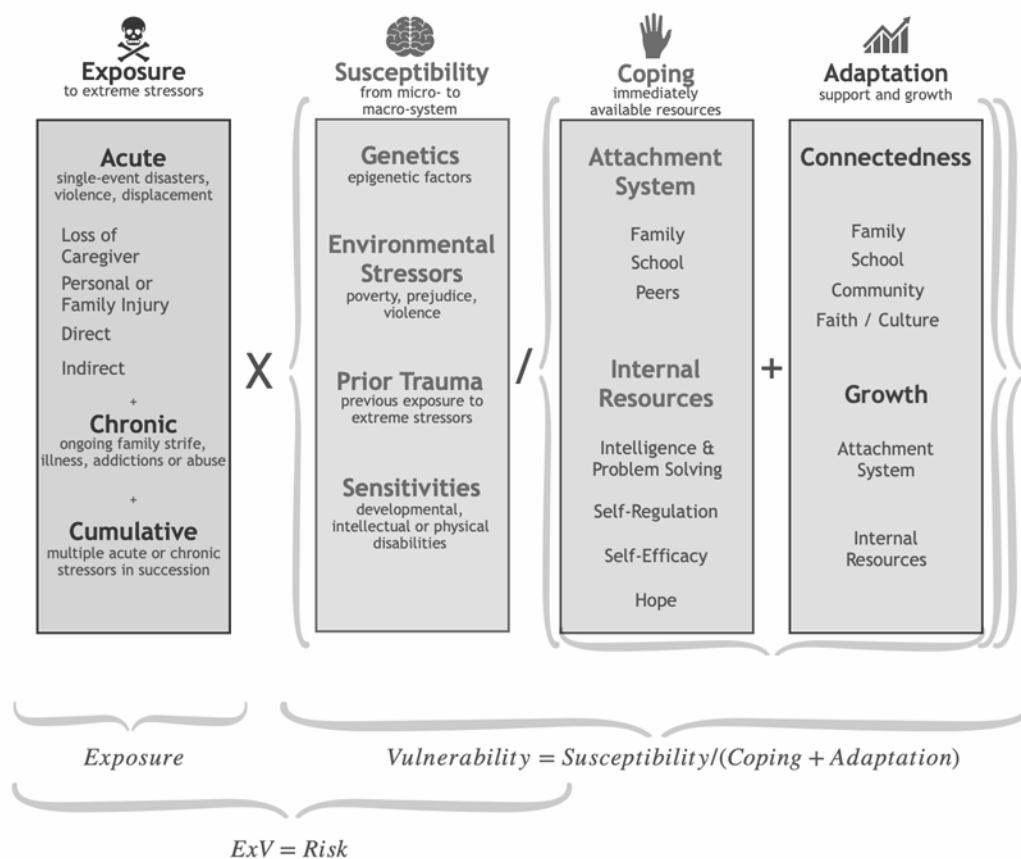 Exposure
to extreme stressors
Acute
single-event disasters,
violence, displacement
Loss of
Caregiver
Personal or
Family Injury
Direct
Indirect
+
Chronic
ongoing family strife,
illness, addictions or abuse
+
Cumulative
multiple acute or chronic
stressors in succession
X
Susceptibility
from micro- to
macro-system
Genetics
epigenetic factors
Environmental
Stressors
poverty, prejudice,
violence
Prior Trauma
previous exposure to
extreme stressors
Sensitivities
developmental,
intellectual or physical
disabilities
/
Coping
immediately
available resources
Attachment
System
Family
School
Peers
Internal
Resources
Intelligence &
Problem Solving
Self-Regulation
Self-Efficacy
Hope
+
Adaptation
support and growth
Connectedness
Family
School
Community
Faith / Culture
Growth
Attachment
System
Internal
Resources
Exposure
Vulnerability = Susceptibility/(Coping + Adaptation)
ExV = Risk